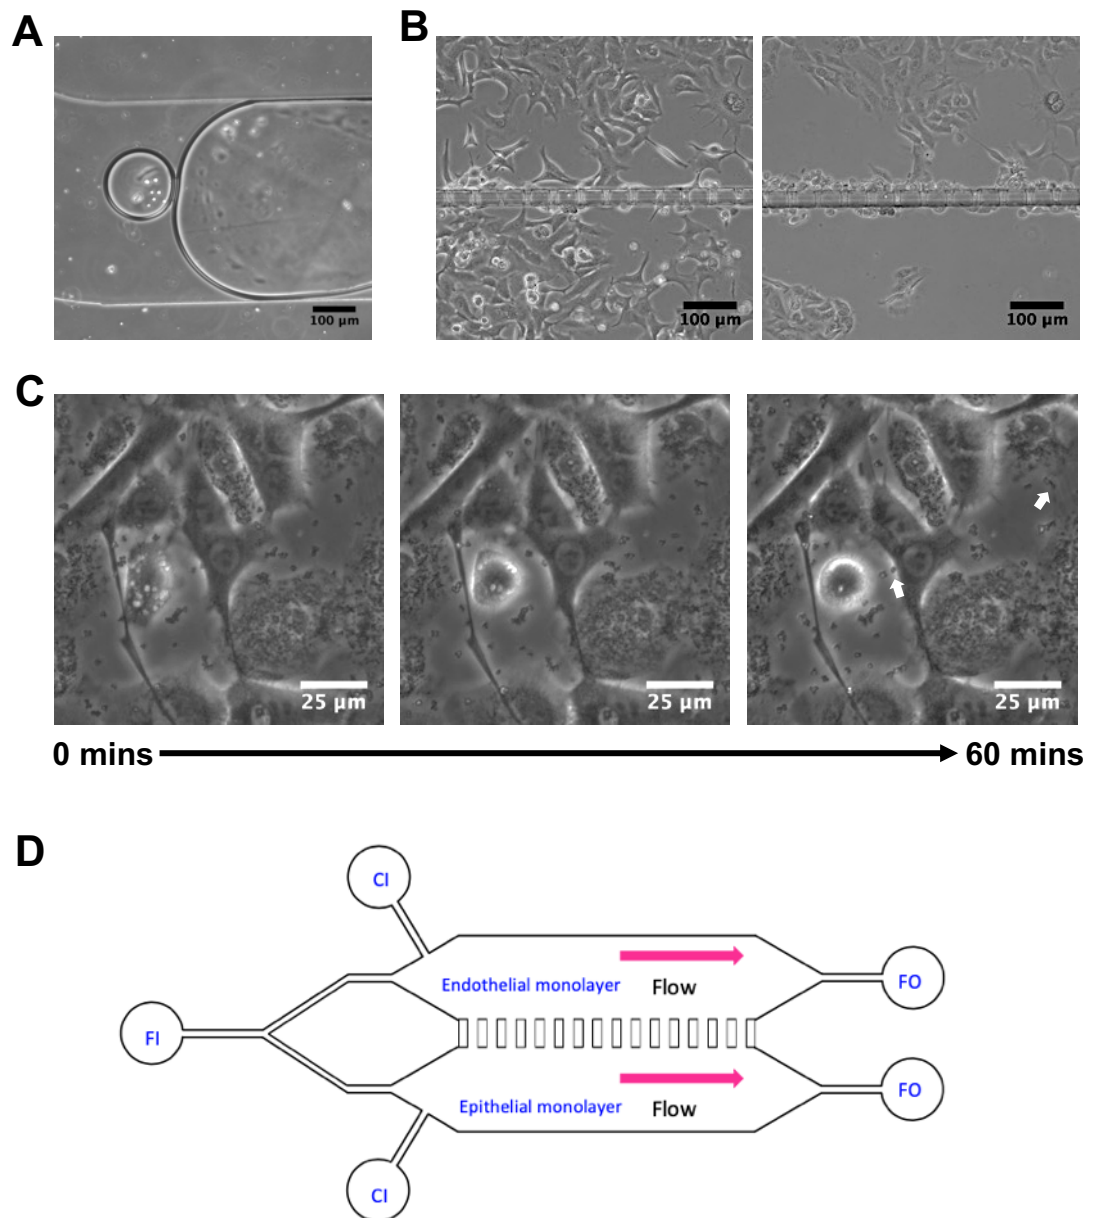 A
B
100 μm
100 μm
100 μm
C
25 μm
25 μm
25 μm
0 mins
60 mins
D
CI
Endothelial monolayer
Flow
FO
FI
Epithelial monolayer
Flow
FO
CI